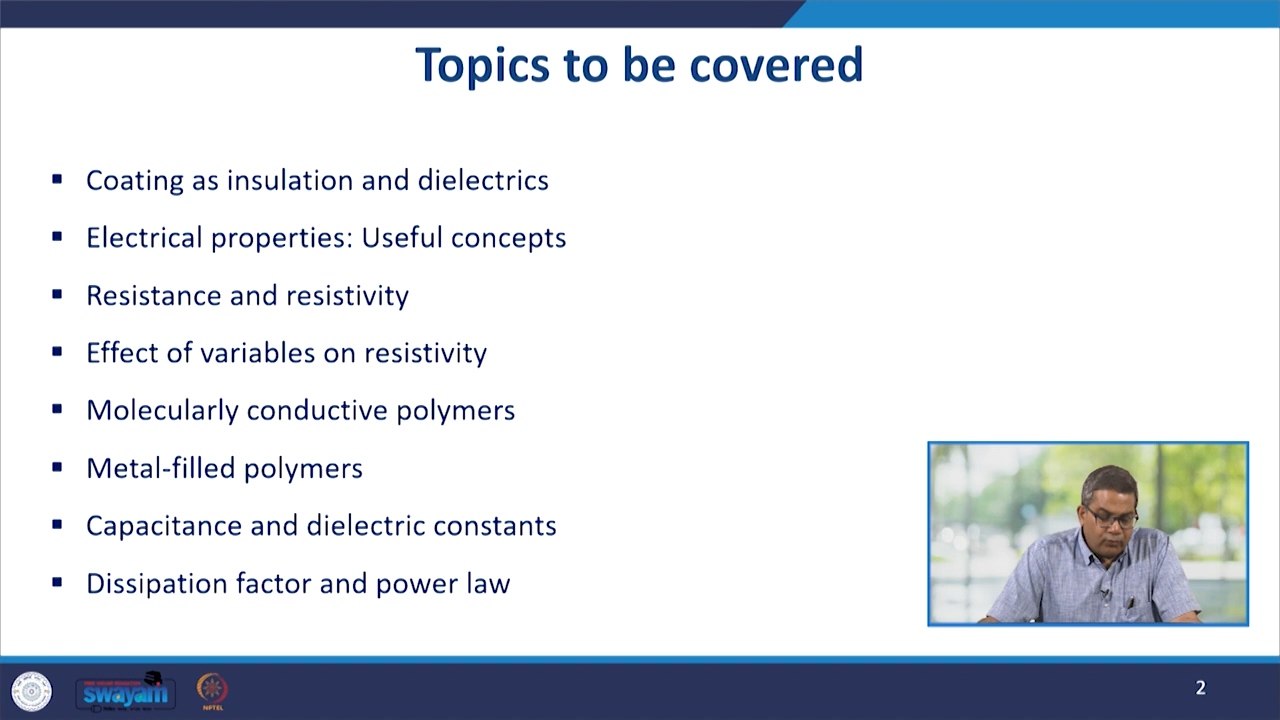 Topics to be covered
Coating as insulation and dielectrics
Electrical properties: Useful concepts
Resistance and resistivity
Effect of variables on resistivity
Molecularly conductive polymers
Metal-filled polymers
Capacitance and dielectric constants
Dissipation factor and power law
swayam
NPTEL
2